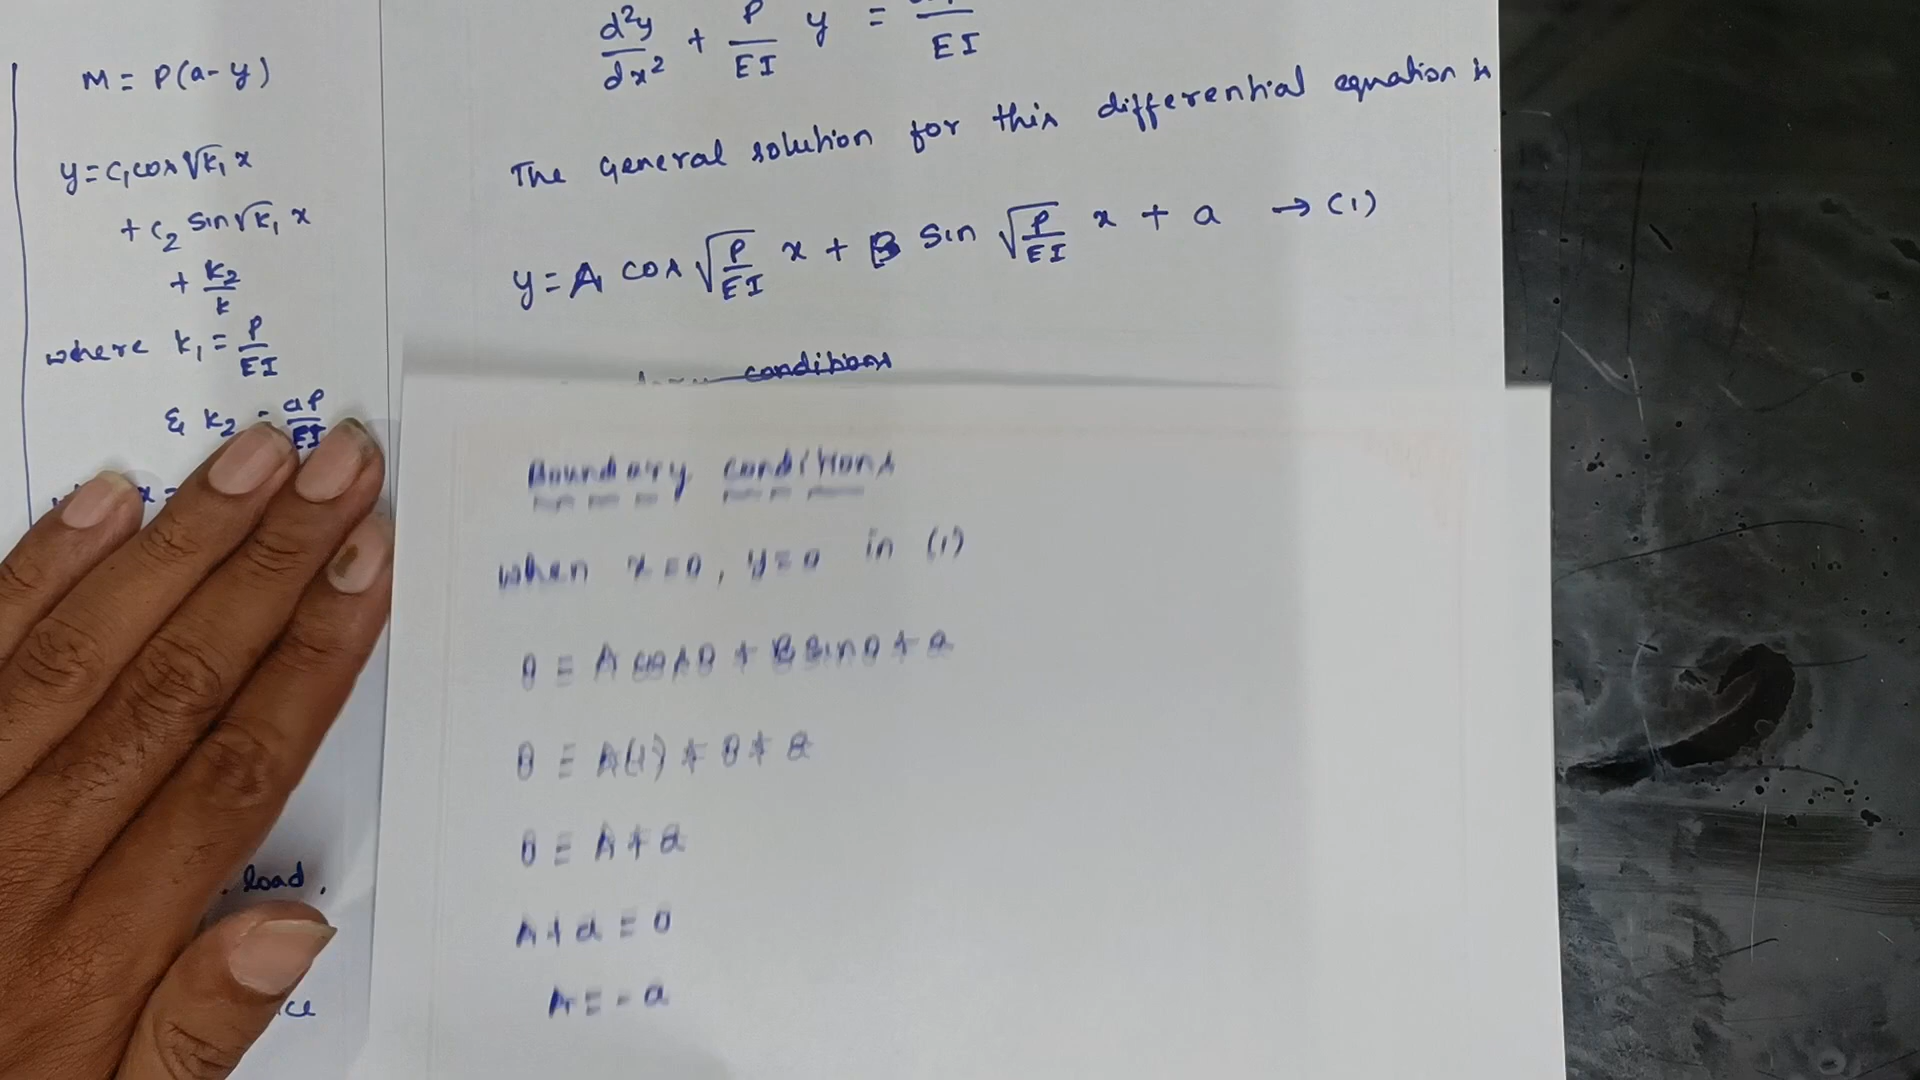 M = P(a-y)
y = C₁ cos √k₁ x
+ C₂ sin √k₁ x
+ k₂/k
where k₁ = P/EI
& k₂ = aP/EI
x =
load.
d²y/dx² + P/EI y = /EI
The General solution for this differential equation is
y = A cos √P/EI x + B sin √P/EI x + a → (1)
conditions
Boundary conditions
when x=0, y=0 in (1)
0 = A cos 0 + B sin 0 + a
0 = A(1) + 0 + a
0 = A + a
A + a = 0
A = - a